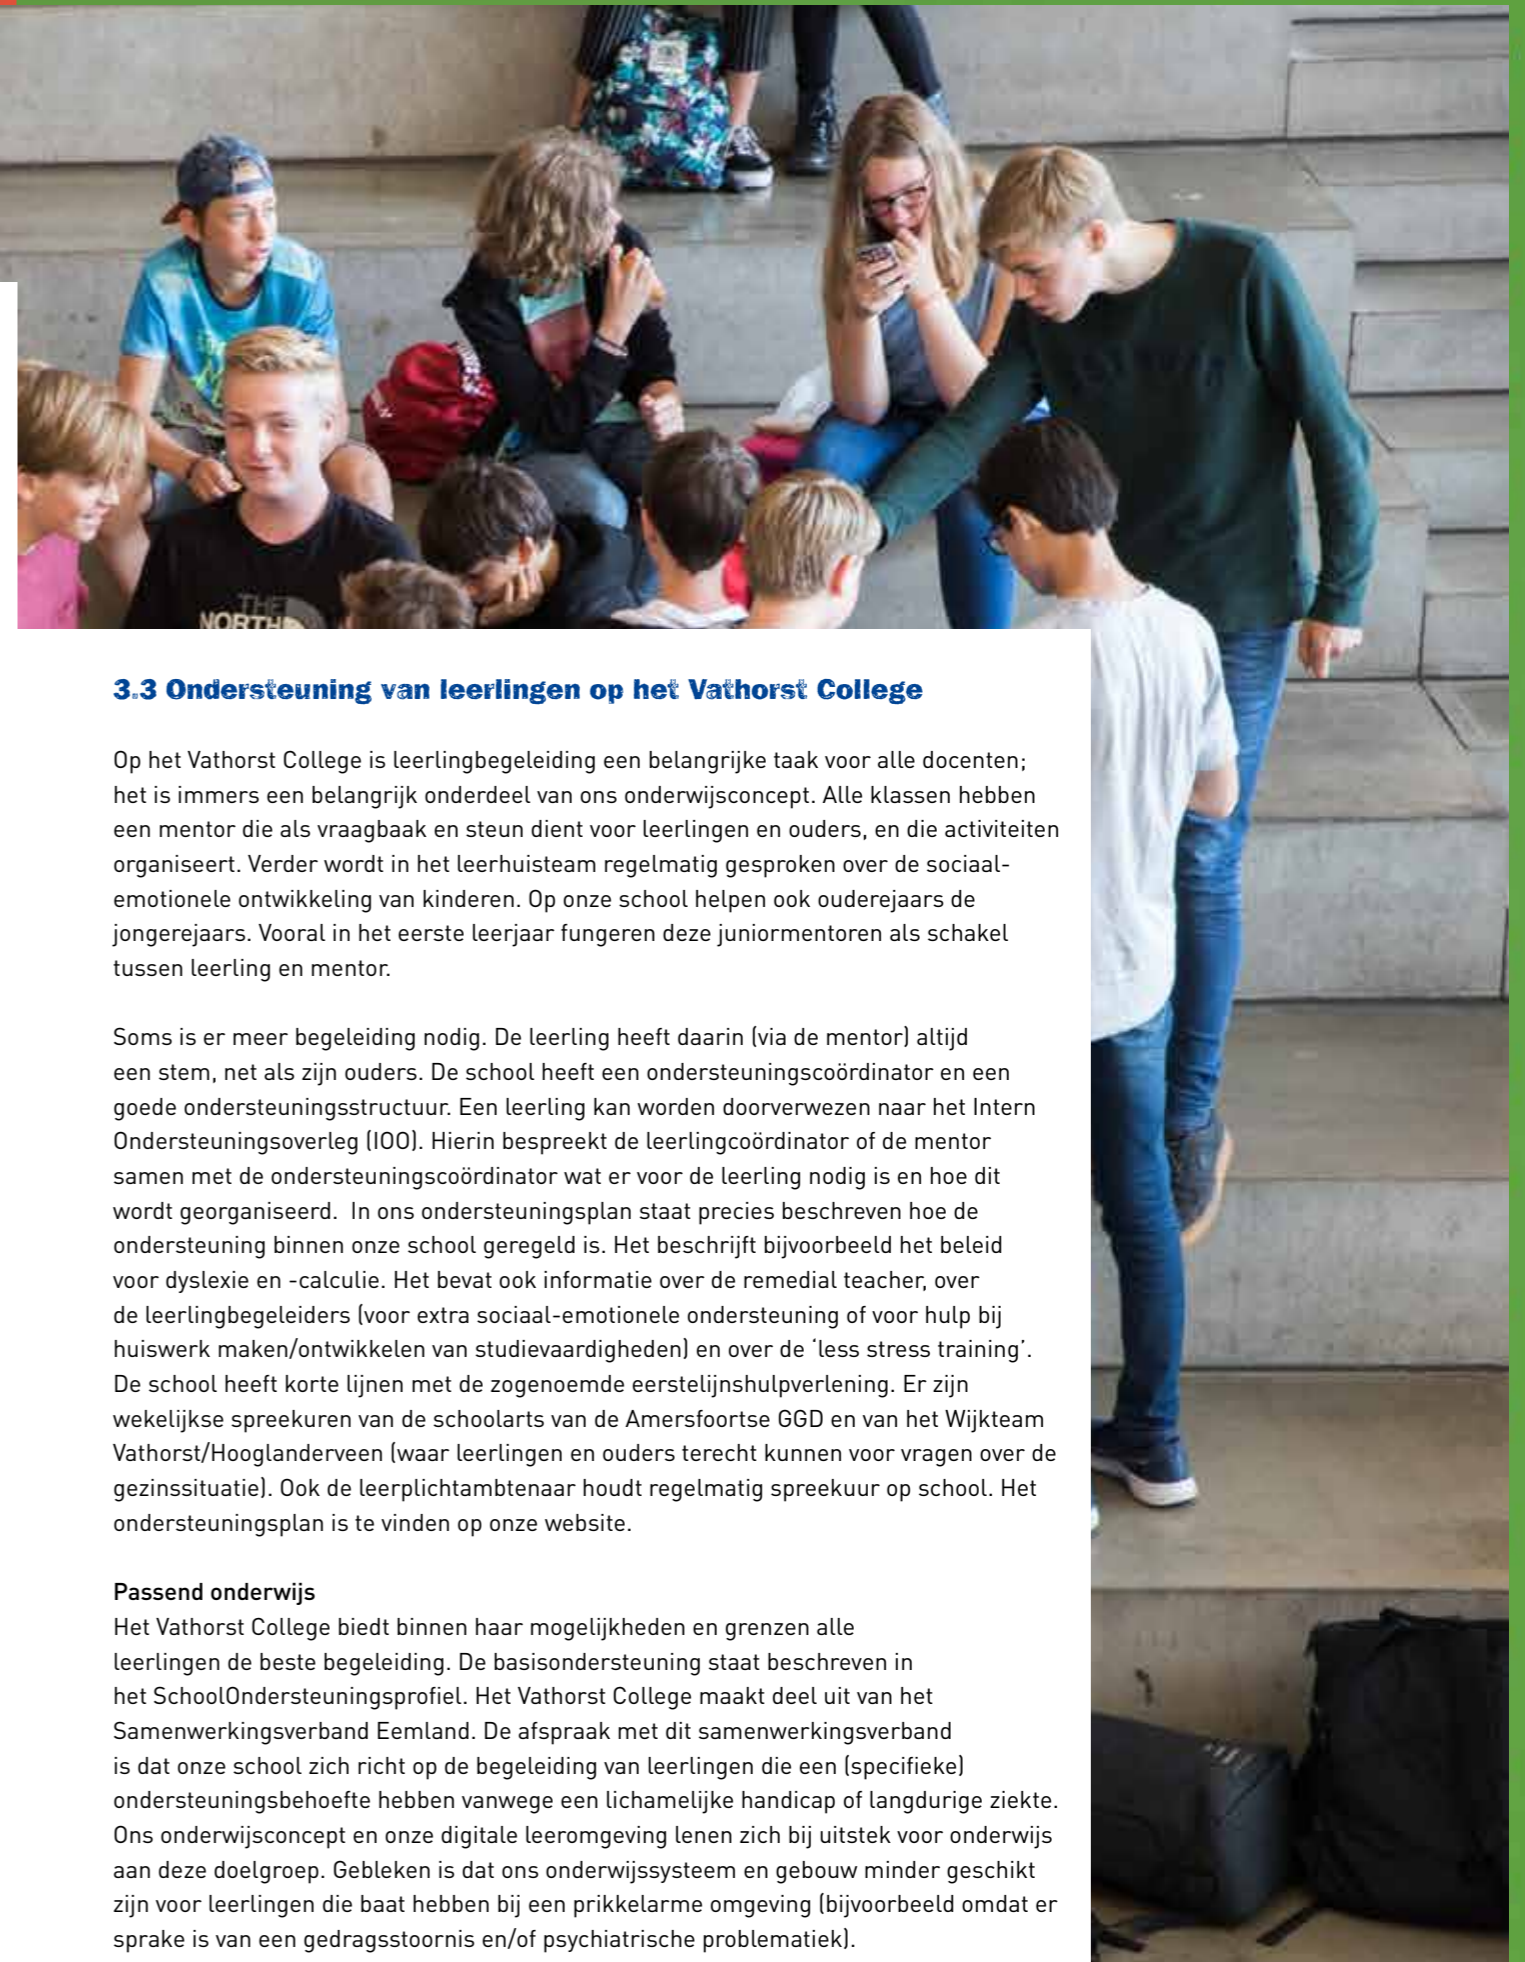 THE
NORTH
3.3 Ondersteuning van leerlingen op het Vathorst College
Op het Vathorst College is leerlingbegeleiding een belangrijke taak voor alle docenten;
het is immers een belangrijk onderdeel van ons onderwijsconcept. Alle klassen hebben
een mentor die als vraagbaak en steun dient voor leerlingen en ouders, en die activiteiten
organiseert. Verder wordt in het leerhuisteam regelmatig gesproken over de sociaal-
emotionele ontwikkeling van kinderen. Op onze school helpen ook ouderejaars de
jongerejaars. Vooral in het eerste leerjaar fungeren deze juniormentoren als schakel
tussen leerling en mentor.
Soms is er meer begeleiding nodig. De leerling heeft daarin (via de mentor) altijd
een stem, net als zijn ouders. De school heeft een ondersteuningscoördinator en een
goede ondersteuningsstructuur. Een leerling kan worden doorverwezen naar het Intern
Ondersteuningsoverleg (IOO). Hierin bespreekt de leerlingcoördinator of de mentor
samen met de ondersteuningscoördinator wat er voor de leerling nodig is en hoe dit
wordt georganiseerd.  In ons ondersteuningsplan staat precies beschreven hoe de
ondersteuning binnen onze school geregeld is. Het beschrijft bijvoorbeeld het beleid
voor dyslexie en -calculie. Het bevat ook informatie over de remedial teacher, over
de leerlingbegeleiders (voor extra sociaal-emotionele ondersteuning of voor hulp bij
huiswerk maken/ontwikkelen van studievaardigheden) en over de ‘less stress training’.
De school heeft korte lijnen met de zogenoemde eerstelijnshulpverlening. Er zijn
wekelijkse spreekuren van de schoolarts van de Amersfoortse GGD en van het Wijkteam
Vathorst/Hooglanderveen (waar leerlingen en ouders terecht kunnen voor vragen over de
gezinssituatie). Ook de leerplichtambtenaar houdt regelmatig spreekuur op school. Het
ondersteuningsplan is te vinden op onze website.
Passend onderwijs
Het Vathorst College biedt binnen haar mogelijkheden en grenzen alle
leerlingen de beste begeleiding. De basisondersteuning staat beschreven in
het SchoolOndersteuningsprofiel. Het Vathorst College maakt deel uit van het
Samenwerkingsverband Eemland. De afspraak met dit samenwerkingsverband
is dat onze school zich richt op de begeleiding van leerlingen die een (specifieke)
ondersteuningsbehoefte hebben vanwege een lichamelijke handicap of langdurige ziekte.
Ons onderwijsconcept en onze digitale leeromgeving lenen zich bij uitstek voor onderwijs
aan deze doelgroep. Gebleken is dat ons onderwijssysteem en gebouw minder geschikt
zijn voor leerlingen die baat hebben bij een prikkelarme omgeving (bijvoorbeeld omdat er
sprake is van een gedragsstoornis en/of psychiatrische problematiek).